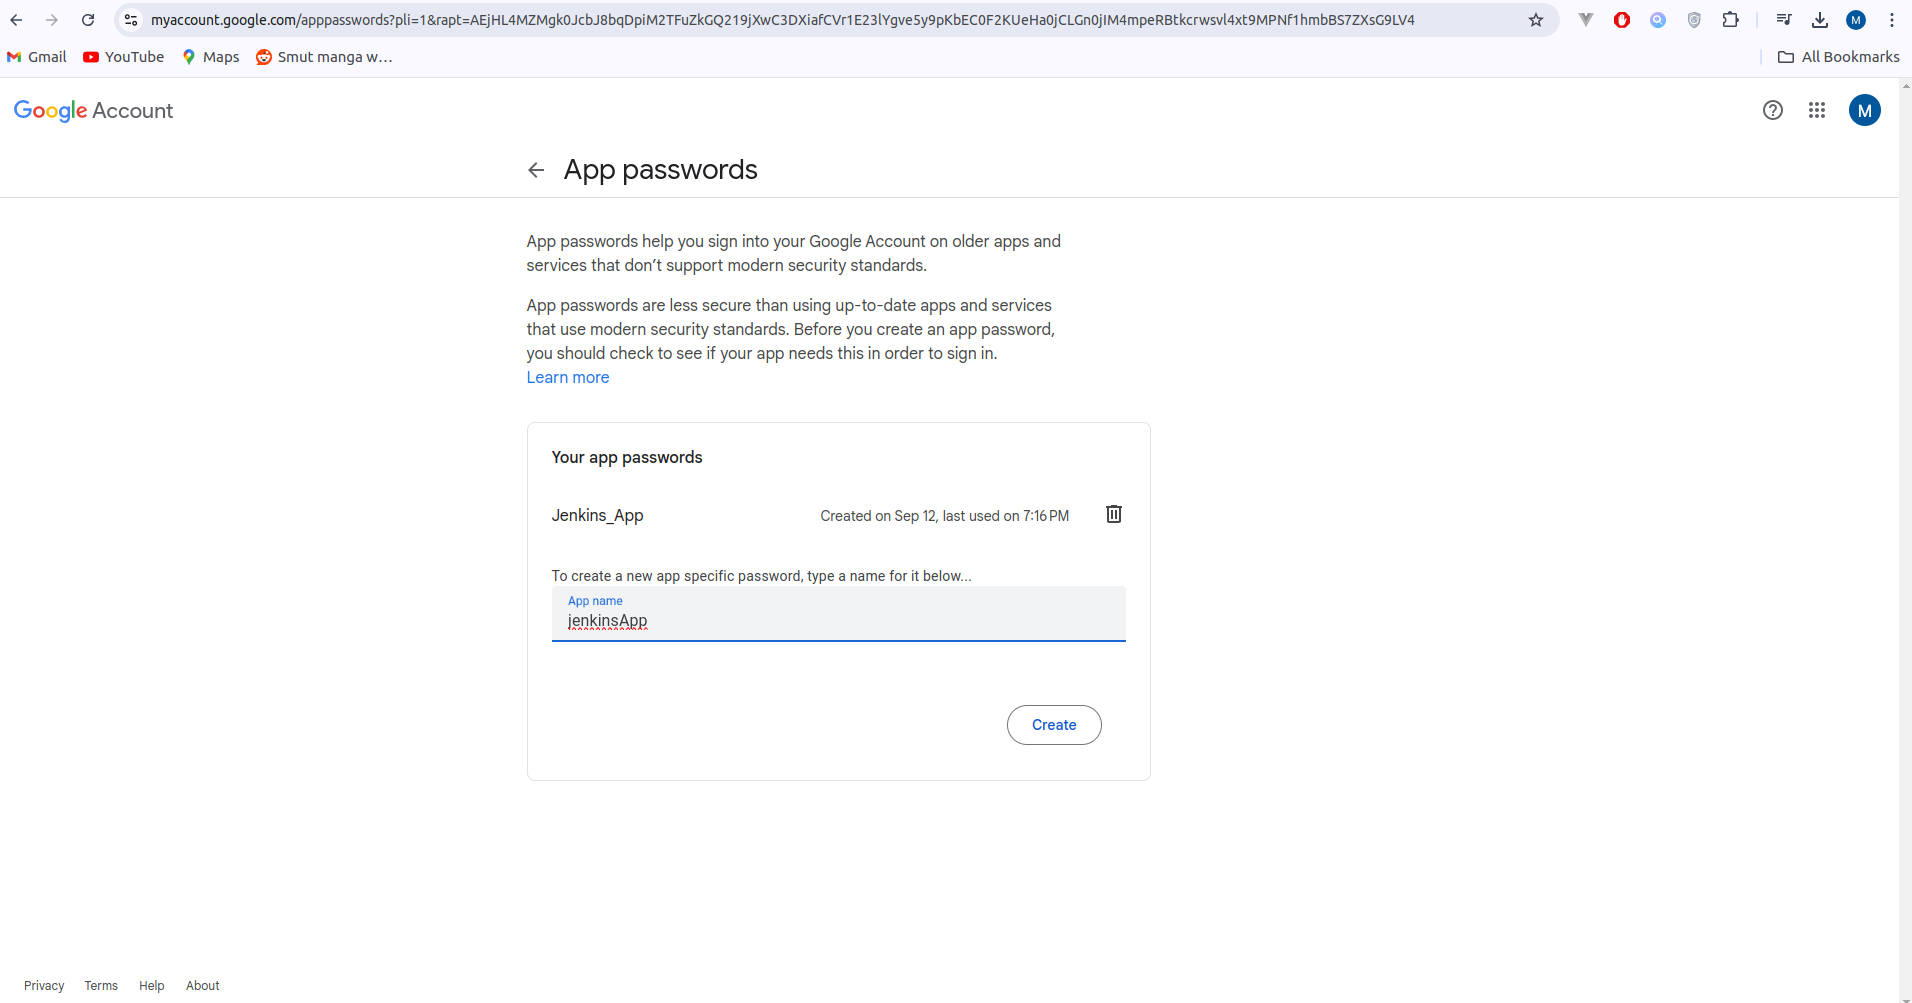 myaccount.google.com/apppasswords?pli=1&rapt=AEjHL4MZMgk0JcbJ8bqDpiM2TFuZkGQ219jXwC3DXiafCVr1E23lYgve5y9pKbEC0F2KUeHa0jCLGn0jIM4mpeRBtkcrwsvl4xt9MPNf1hmbBS7ZXsG9LV4
M
Gmail YouTube Maps Smut manga w... All Bookmarks
Google Account
M
App passwords
App passwords help you sign into your Google Account on older apps and
services that don’t support modern security standards.
App passwords are less secure than using up-to-date apps and services
that use modern security standards. Before you create an app password,
you should check to see if your app needs this in order to sign in.
Learn more
Your app passwords
Jenkins_App Created on Sep 12, last used on 7:16 PM
To create a new app specific password, type a name for it below...
App name
jenkinsApp
Create
Privacy Terms Help About